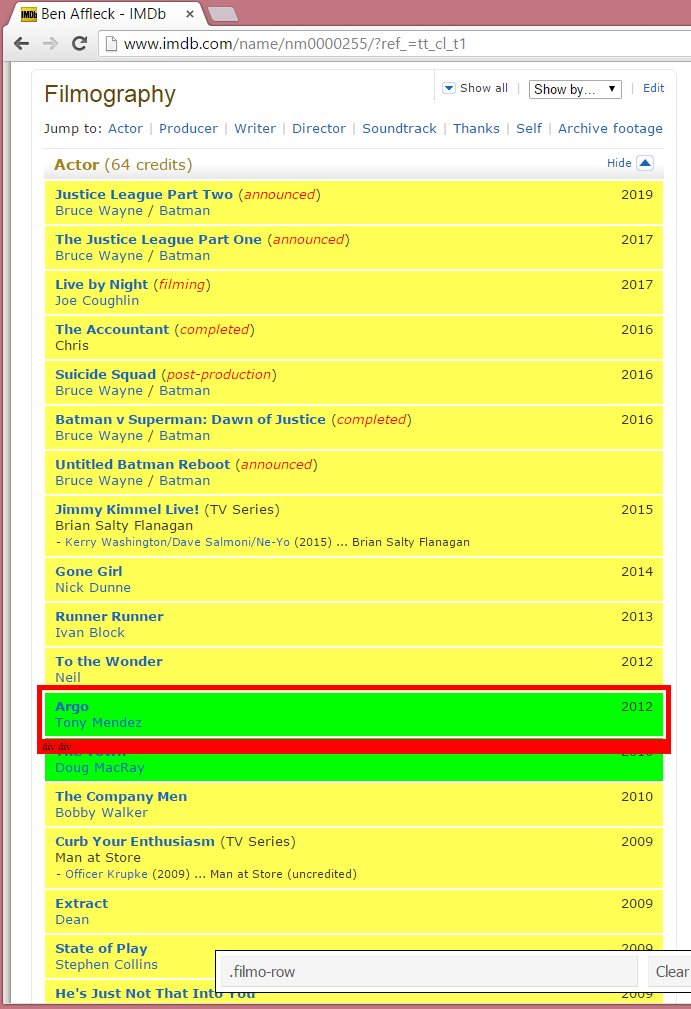 IMDb Ben Affleck - IMDb ×
www.imdb.com/name/nm0000255/?ref_=tt_cl_t1
Filmography
Show all | Show by... | Edit
Jump to: Actor | Producer | Writer | Director | Soundtrack | Thanks | Self | Archive footage
Actor (64 credits) Hide
Justice League Part Two (announced) 2019
Bruce Wayne / Batman
The Justice League Part One (announced) 2017
Bruce Wayne / Batman
Live by Night (filming) 2017
Joe Coughlin
The Accountant (completed) 2016
Chris
Suicide Squad (post-production) 2016
Bruce Wayne / Batman
Batman v Superman: Dawn of Justice (completed) 2016
Bruce Wayne / Batman
Untitled Batman Reboot (announced)
Bruce Wayne / Batman
Jimmy Kimmel Live! (TV Series) 2015
Brian Salty Flanagan
- Kerry Washington/Dave Salmoni/Ne-Yo (2015) ... Brian Salty Flanagan
Gone Girl 2014
Nick Dunne
Runner Runner 2013
Ivan Block
To the Wonder 2012
Neil
Argo 2012
Tony Mendez
div div
The Town 2010
Doug MacRay
The Company Men 2010
Bobby Walker
Curb Your Enthusiasm (TV Series) 2009
Man at Store
- Officer Krupke (2009) ... Man at Store (uncredited)
Extract 2009
Dean
State of Play 2009
Stephen Collins
.filmo-row Clear
He's Just Not That Into You 2009